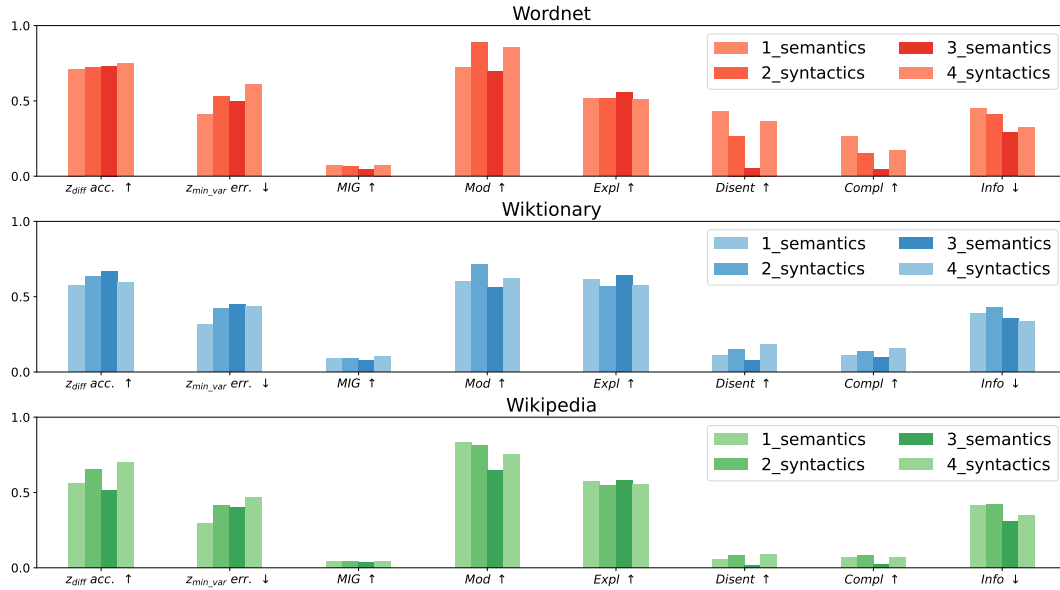 Wordnet
1.0
1_semantics 3_semantics
2_syntactics 4_syntactics
0.5
0.0
z_diff acc. ↑ z_min_var err. ↓ MIG ↑ Mod ↑ Expl ↑ Disent ↑ Compl ↑ Info ↓
Wiktionary
1.0
1_semantics 3_semantics
2_syntactics 4_syntactics
0.5
0.0
z_diff acc. ↑ z_min_var err. ↓ MIG ↑ Mod ↑ Expl ↑ Disent ↑ Compl ↑ Info ↓
Wikipedia
1.0
1_semantics 3_semantics
2_syntactics 4_syntactics
0.5
0.0
z_diff acc. ↑ z_min_var err. ↓ MIG ↑ Mod ↑ Expl ↑ Disent ↑ Compl ↑ Info ↓